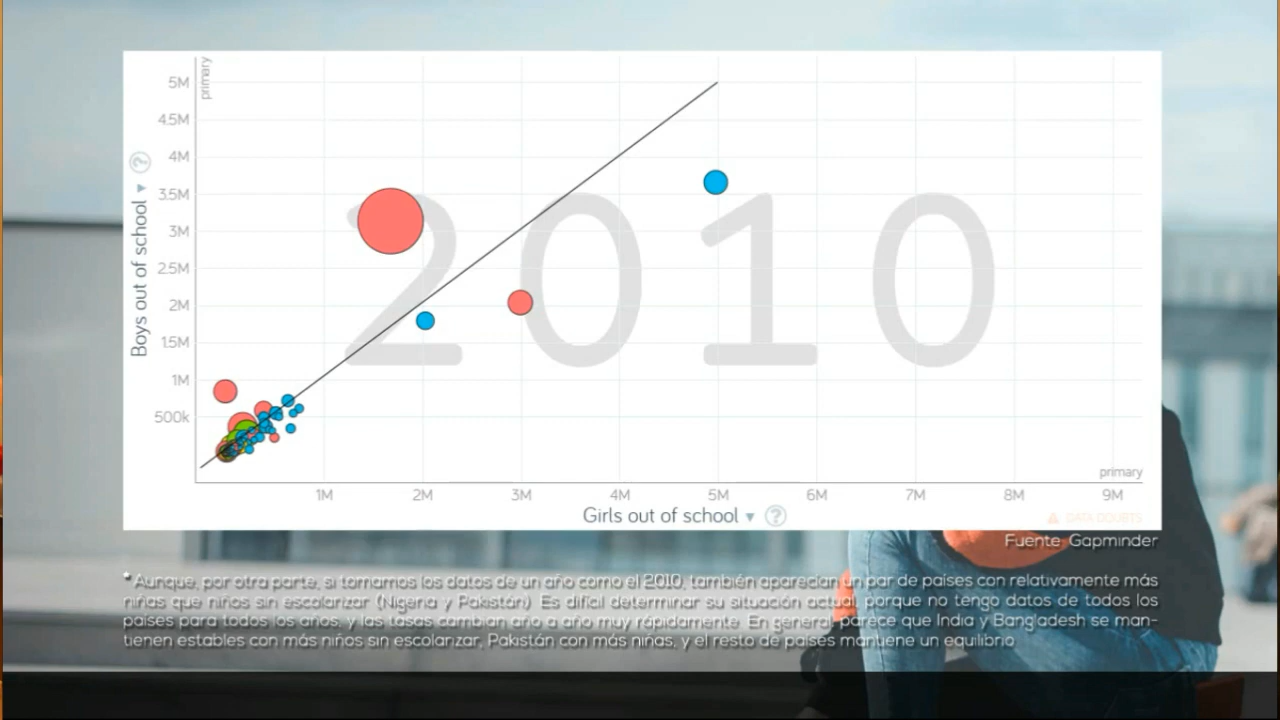 primary
5M
4.5M
4M
3.5M
3M
2.5M
2M
1.5M
1M
500k
Boys out of school ▼ ?
2010
primary
1M 2M 3M 4M 5M 6M 7M 8M 9M
Girls out of school ▼ ?
DATA DOUBTS
Fuente: Gapminder
* Aunque, por otra parte, si tomamos los datos de un año como el 2010, también aparecían un par de países con relativamente más
niñas que niños sin escolarizar (Nigeria y Pakistán). Es difícil determinar su situación actual, porque no tengo datos de todos los
países para todos los años, y las tasas cambian año a año muy rápidamente. En general, parece que India y Bangladesh se man-
tienen estables con más niños sin escolarizar, Pakistán con más niñas, y el resto de países mantiene un equilibrio